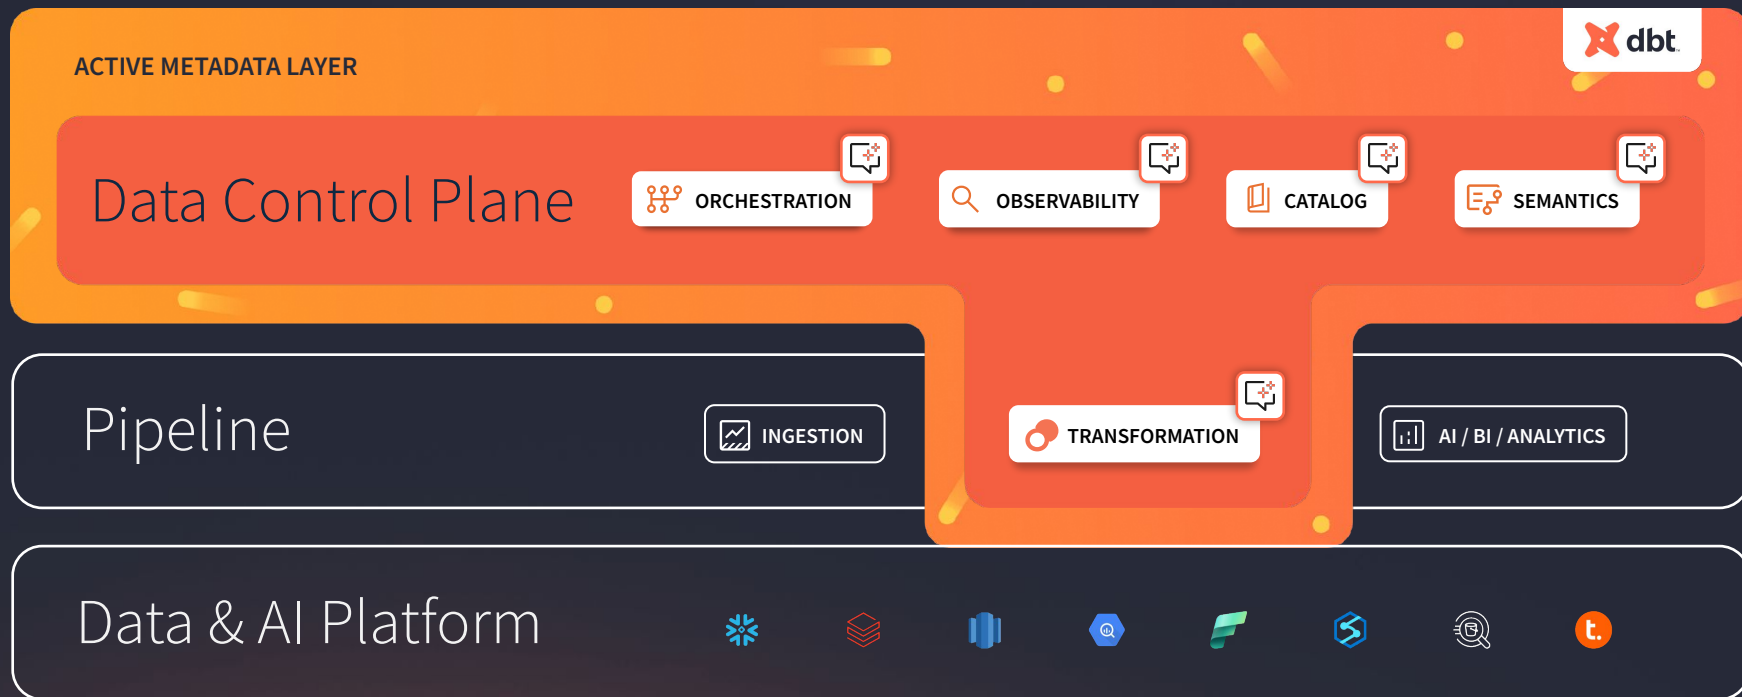 ACTIVE METADATA LAYER
dbt
Data Control Plane
ORCHESTRATION
OBSERVABILITY
CATALOG
SEMANTICS
Pipeline
INGESTION
TRANSFORMATION
AI / BI / ANALYTICS
Data & AI Platform
t.